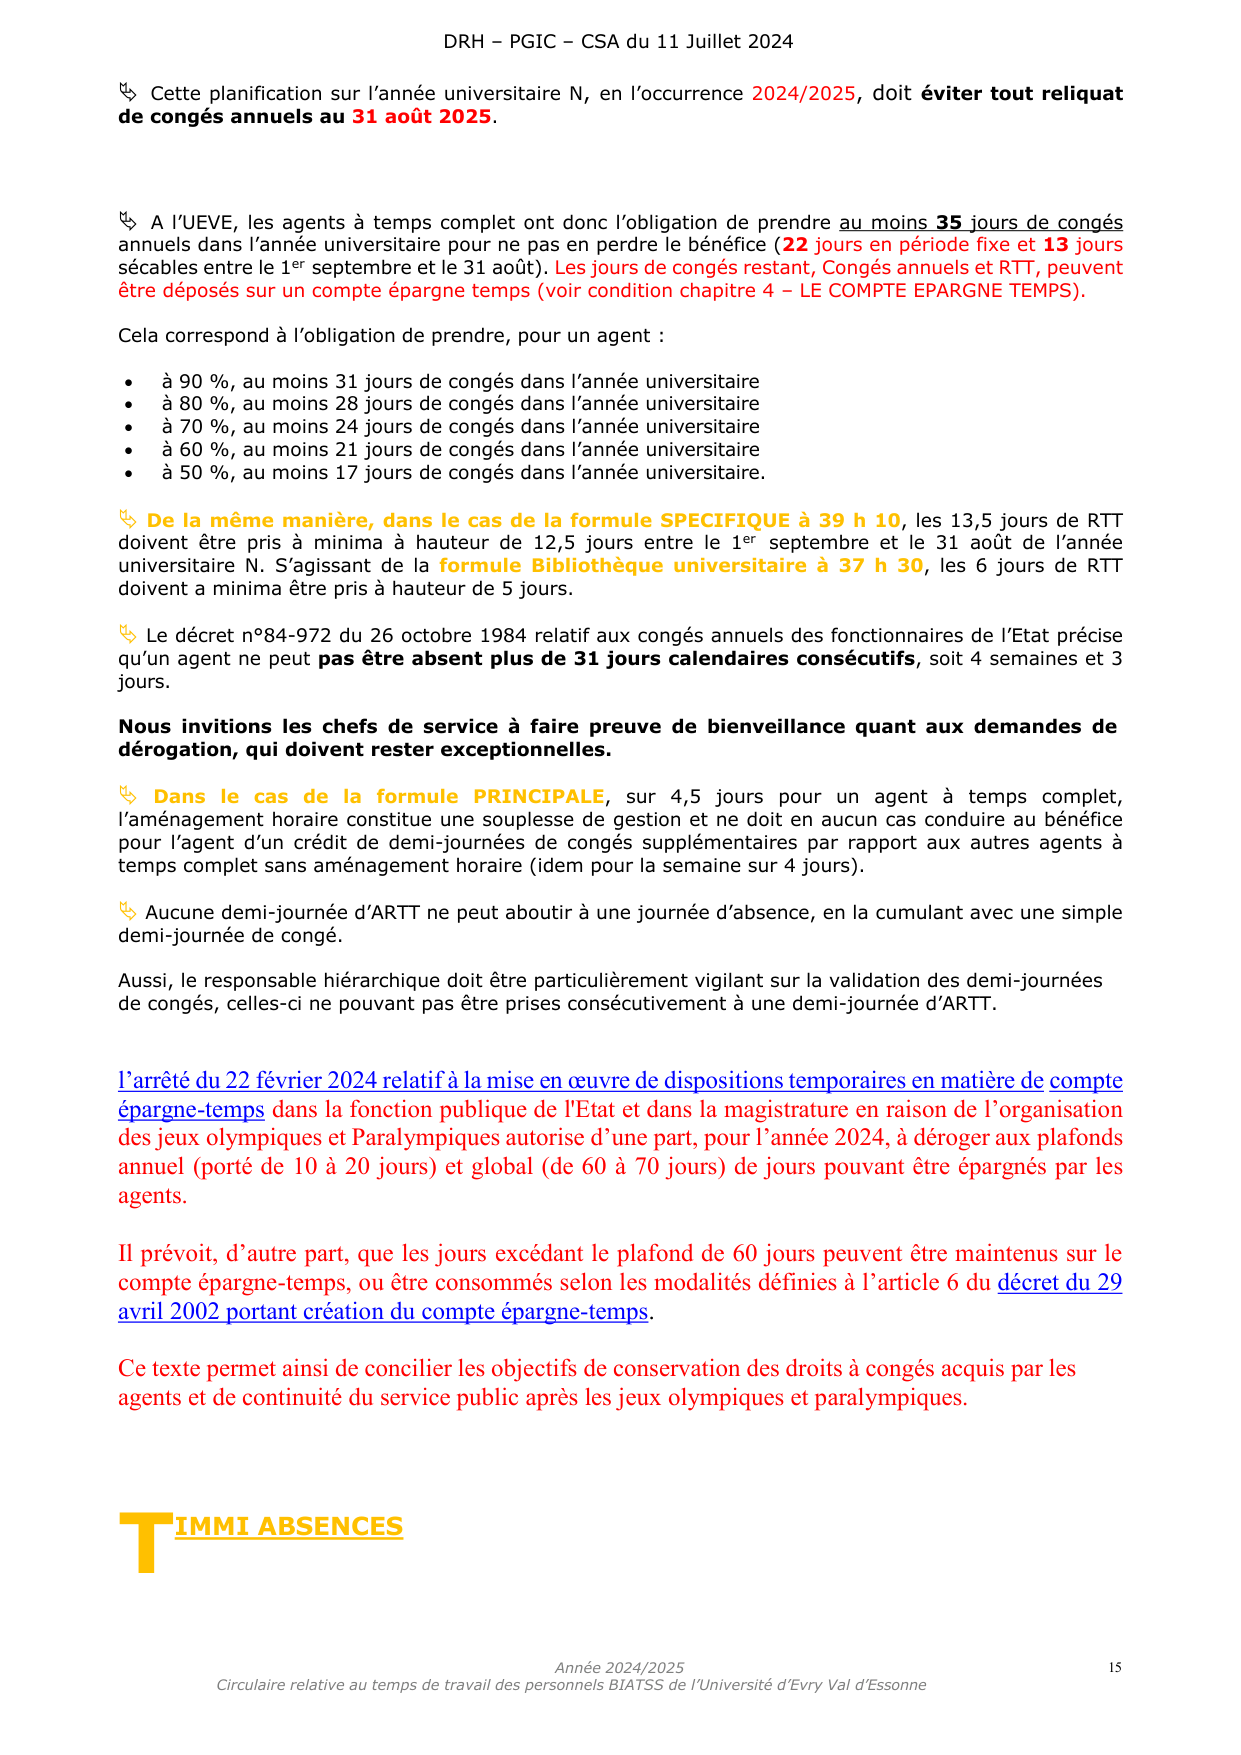 DRH – PGIC – CSA du 11 Juillet 2024
Cette planification sur l’année universitaire N, en l’occurrence 2024/2025, doit éviter tout reliquat
de congés annuels au 31 août 2025.
A l’UEVE, les agents à temps complet ont donc l’obligation de prendre au moins 35 jours de congés
annuels dans l’année universitaire pour ne pas en perdre le bénéfice (22 jours en période fixe et 13 jours
sécables entre le 1er septembre et le 31 août). Les jours de congés restant, Congés annuels et RTT, peuvent
être déposés sur un compte épargne temps (voir condition chapitre 4 – LE COMPTE EPARGNE TEMPS).
Cela correspond à l’obligation de prendre, pour un agent :
• à 90 %, au moins 31 jours de congés dans l’année universitaire
• à 80 %, au moins 28 jours de congés dans l’année universitaire
• à 70 %, au moins 24 jours de congés dans l’année universitaire
• à 60 %, au moins 21 jours de congés dans l’année universitaire
• à 50 %, au moins 17 jours de congés dans l’année universitaire.
De la même manière, dans le cas de la formule SPECIFIQUE à 39 h 10, les 13,5 jours de RTT
doivent être pris à minima à hauteur de 12,5 jours entre le 1er septembre et le 31 août de l’année
universitaire N. S’agissant de la formule Bibliothèque universitaire à 37 h 30, les 6 jours de RTT
doivent a minima être pris à hauteur de 5 jours.
Le décret n°84-972 du 26 octobre 1984 relatif aux congés annuels des fonctionnaires de l’Etat précise
qu’un agent ne peut pas être absent plus de 31 jours calendaires consécutifs, soit 4 semaines et 3
jours.
Nous invitions les chefs de service à faire preuve de bienveillance quant aux demandes de
dérogation, qui doivent rester exceptionnelles.
Dans le cas de la formule PRINCIPALE, sur 4,5 jours pour un agent à temps complet,
l’aménagement horaire constitue une souplesse de gestion et ne doit en aucun cas conduire au bénéfice
pour l’agent d’un crédit de demi-journées de congés supplémentaires par rapport aux autres agents à
temps complet sans aménagement horaire (idem pour la semaine sur 4 jours).
Aucune demi-journée d’ARTT ne peut aboutir à une journée d’absence, en la cumulant avec une simple
demi-journée de congé.
Aussi, le responsable hiérarchique doit être particulièrement vigilant sur la validation des demi-journées
de congés, celles-ci ne pouvant pas être prises consécutivement à une demi-journée d’ARTT.
l’arrêté du 22 février 2024 relatif à la mise en œuvre de dispositions temporaires en matière de compte
épargne-temps dans la fonction publique de l'Etat et dans la magistrature en raison de l’organisation
des jeux olympiques et Paralympiques autorise d’une part, pour l’année 2024, à déroger aux plafonds
annuel (porté de 10 à 20 jours) et global (de 60 à 70 jours) de jours pouvant être épargnés par les
agents.
Il prévoit, d’autre part, que les jours excédant le plafond de 60 jours peuvent être maintenus sur le
compte épargne-temps, ou être consommés selon les modalités définies à l’article 6 du décret du 29
avril 2002 portant création du compte épargne-temps.
Ce texte permet ainsi de concilier les objectifs de conservation des droits à congés acquis par les
agents et de continuité du service public après les jeux olympiques et paralympiques.
TIMMI ABSENCES
Année 2024/2025
15
Circulaire relative au temps de travail des personnels BIATSS de l’Université d’Evry Val d’Essonne